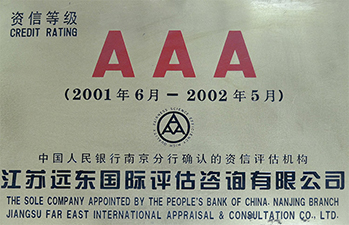 资信等级
CREDIT RATING
AAA
(2001年6月－2002年5月)
中国人民银行南京分行确认的资信评估机构
江苏远东国际评估咨询有限公司
THE SOLE COMPANY APPOINTED BY THE PEOPLE'S BANK OF CHINA. NANJING BRANCH
JIANGSU FAR EAST INTERNATIONAL APPRAISAL & CONSULTATION CO., LTD.